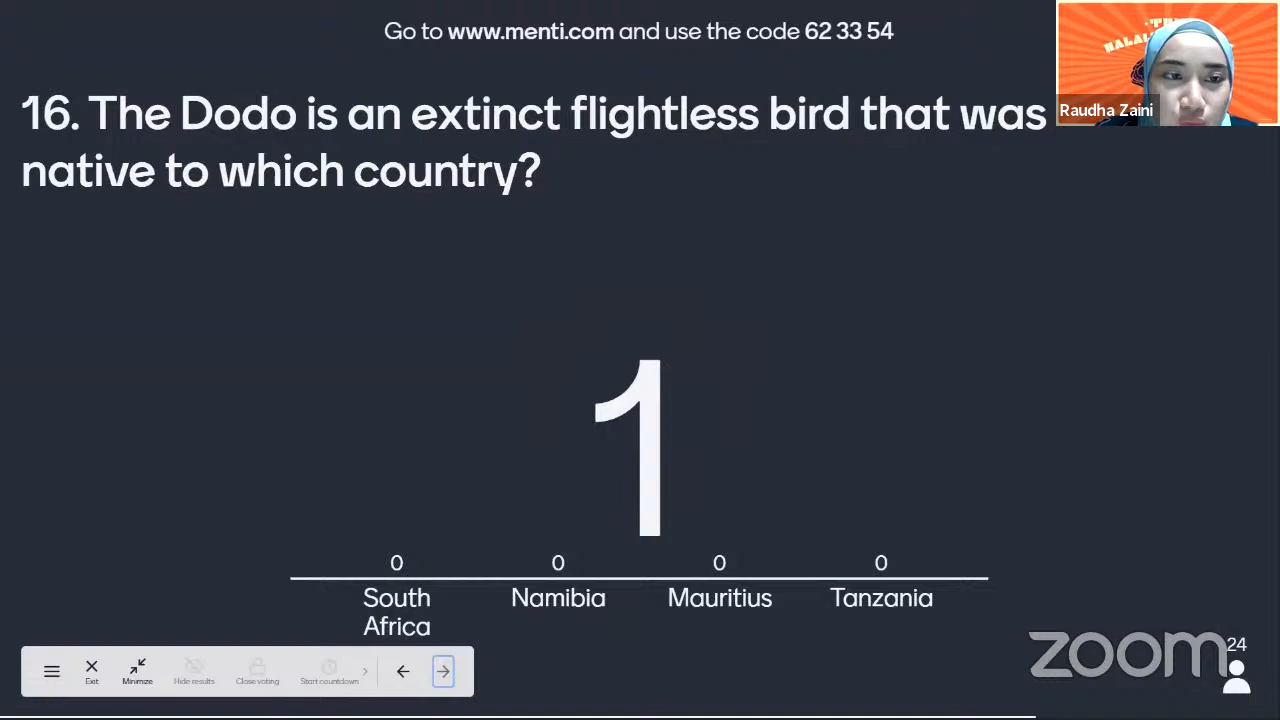 Go to www.menti.com and use the code 62 33 54
Raudha Zaini
16. The Dodo is an extinct flightless bird that was
native to which country?
1
0 0 0 0
South Namibia Mauritius Tanzania
Africa
Exit Minimize Hide results Close voting Start countdown
zoom
24